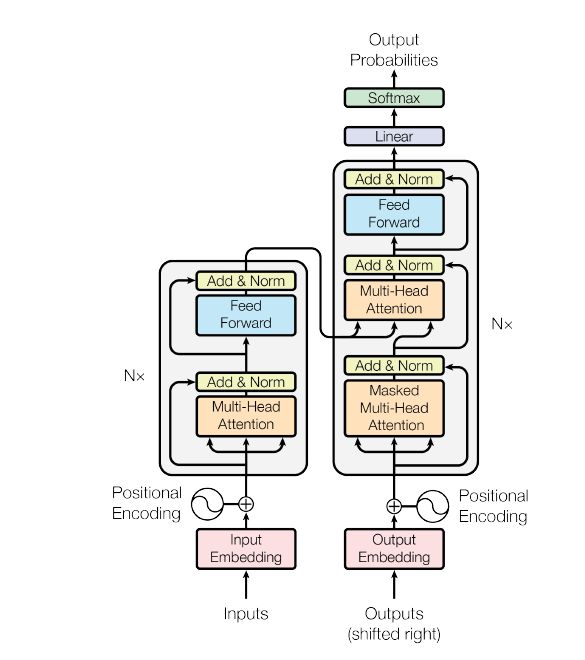 Output
Probabilities
Softmax
Linear
Add & Norm
Feed
Forward
Add & Norm
Multi-Head
Attention
Add & Norm
Masked
Multi-Head
Attention
Nx
Add & Norm
Feed
Forward
Add & Norm
Multi-Head
Attention
Nx
Positional
Encoding
Positional
Encoding
Input
Embedding
Output
Embedding
Inputs
Outputs
(shifted right)